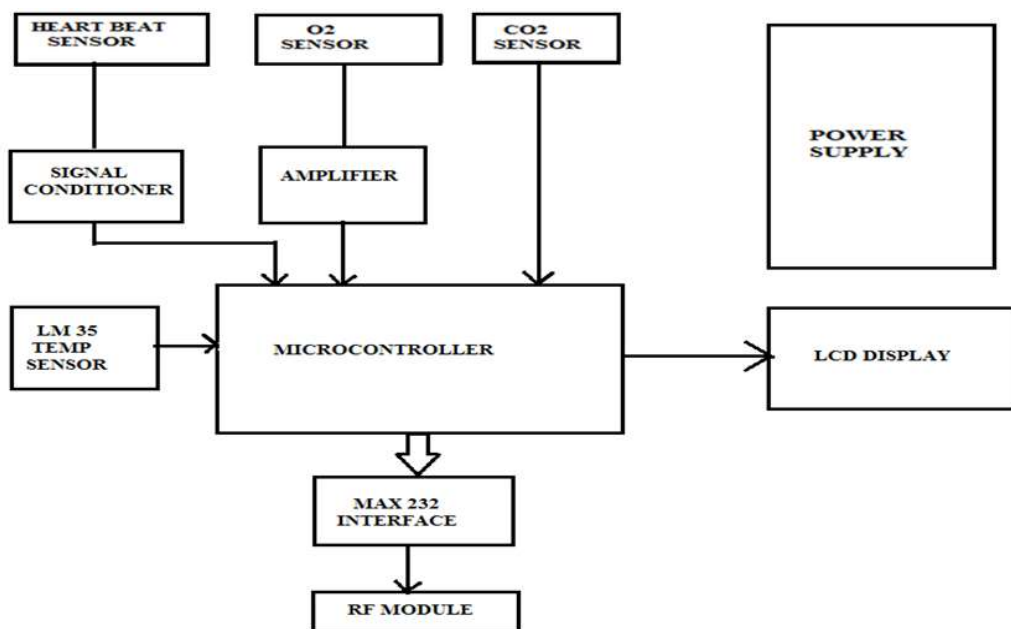 HEART BEAT
SENSOR
O2
SENSOR
CO2
SENSOR
POWER
SUPPLY
SIGNAL
CONDITIONER
AMPLIFIER
LM 35
TEMP
SENSOR
MICROCONTROLLER
LCD DISPLAY
MAX 232
INTERFACE
RF MODULE